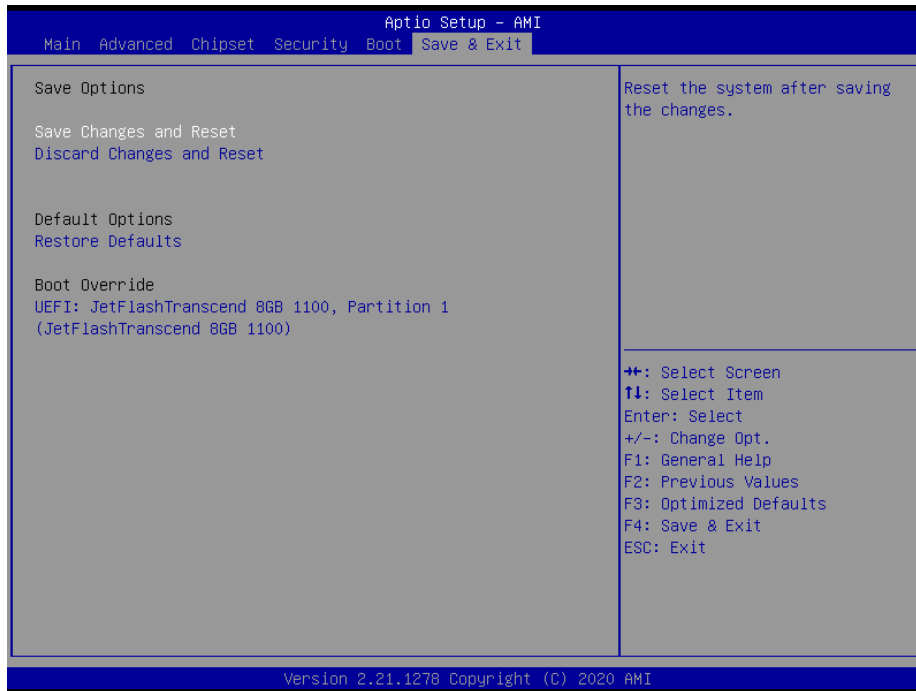 Aptio Setup – AMI
Main Advanced Chipset Security Boot Save & Exit
Save Options
Save Changes and Reset
Discard Changes and Reset
Default Options
Restore Defaults
Boot Override
UEFI: JetFlashTranscend 8GB 1100, Partition 1
(JetFlashTranscend 8GB 1100)
Reset the system after saving
the changes.
→←: Select Screen
↑↓: Select Item
Enter: Select
+/-: Change Opt.
F1: General Help
F2: Previous Values
F3: Optimized Defaults
F4: Save & Exit
ESC: Exit
Version 2.21.1278 Copyright (C) 2020 AMI